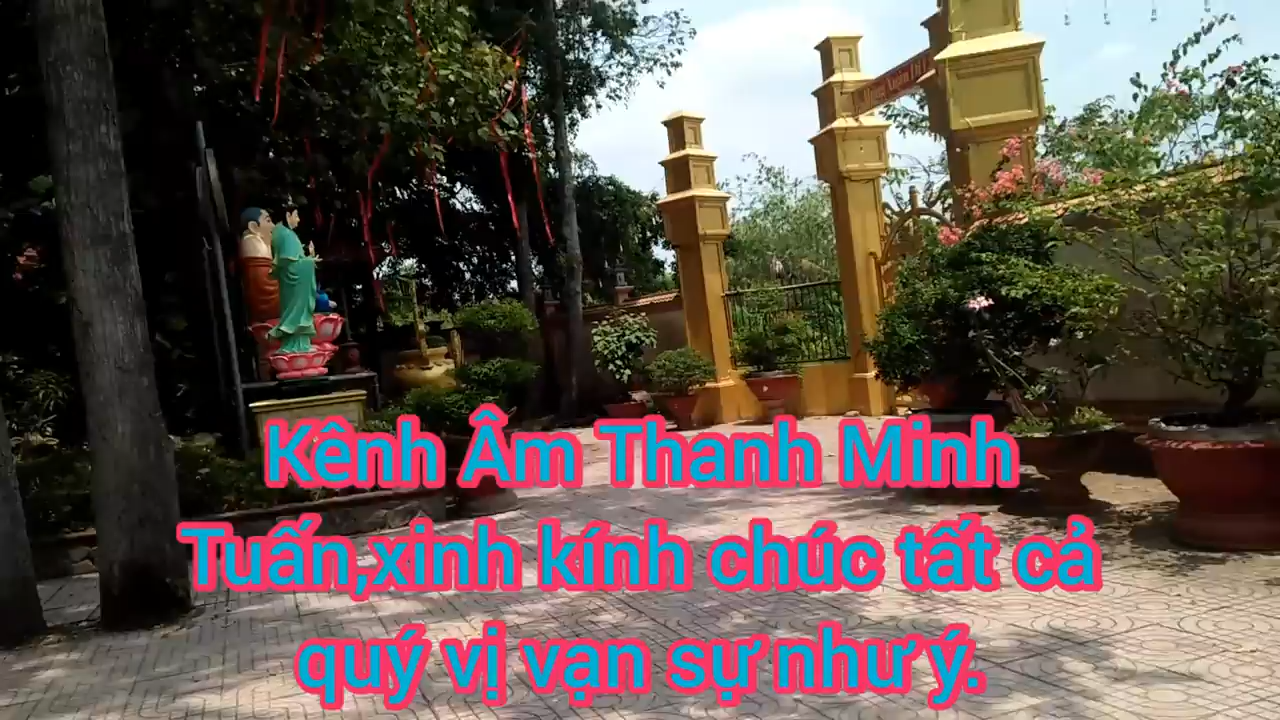 Kênh Âm Thanh Minh
Tuấn,xinh kính chúc tất cả
quý vị vạn sự như ý.